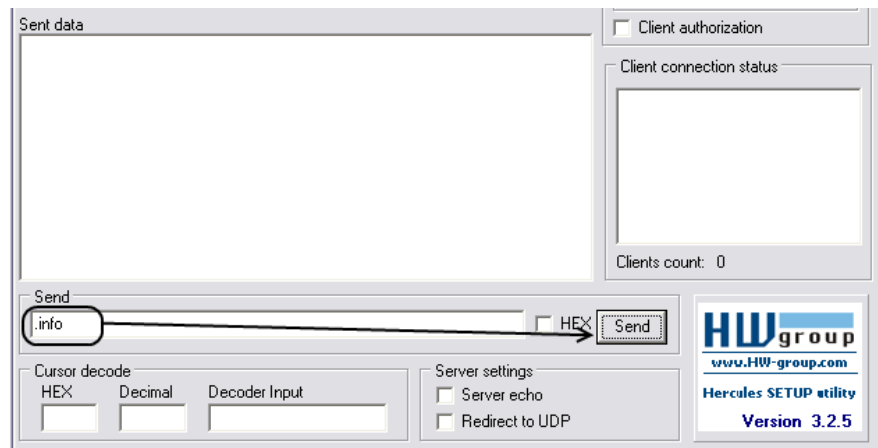 Sent data
Client authorization
Client connection status
Clients count: 0
Send
.info
HEX
Send
HW group
www.HW-group.com
Hercules SETUP utility
Version 3.2.5
Cursor decode
HEX Decimal Decoder Input
Server settings
Server echo
Redirect to UDP